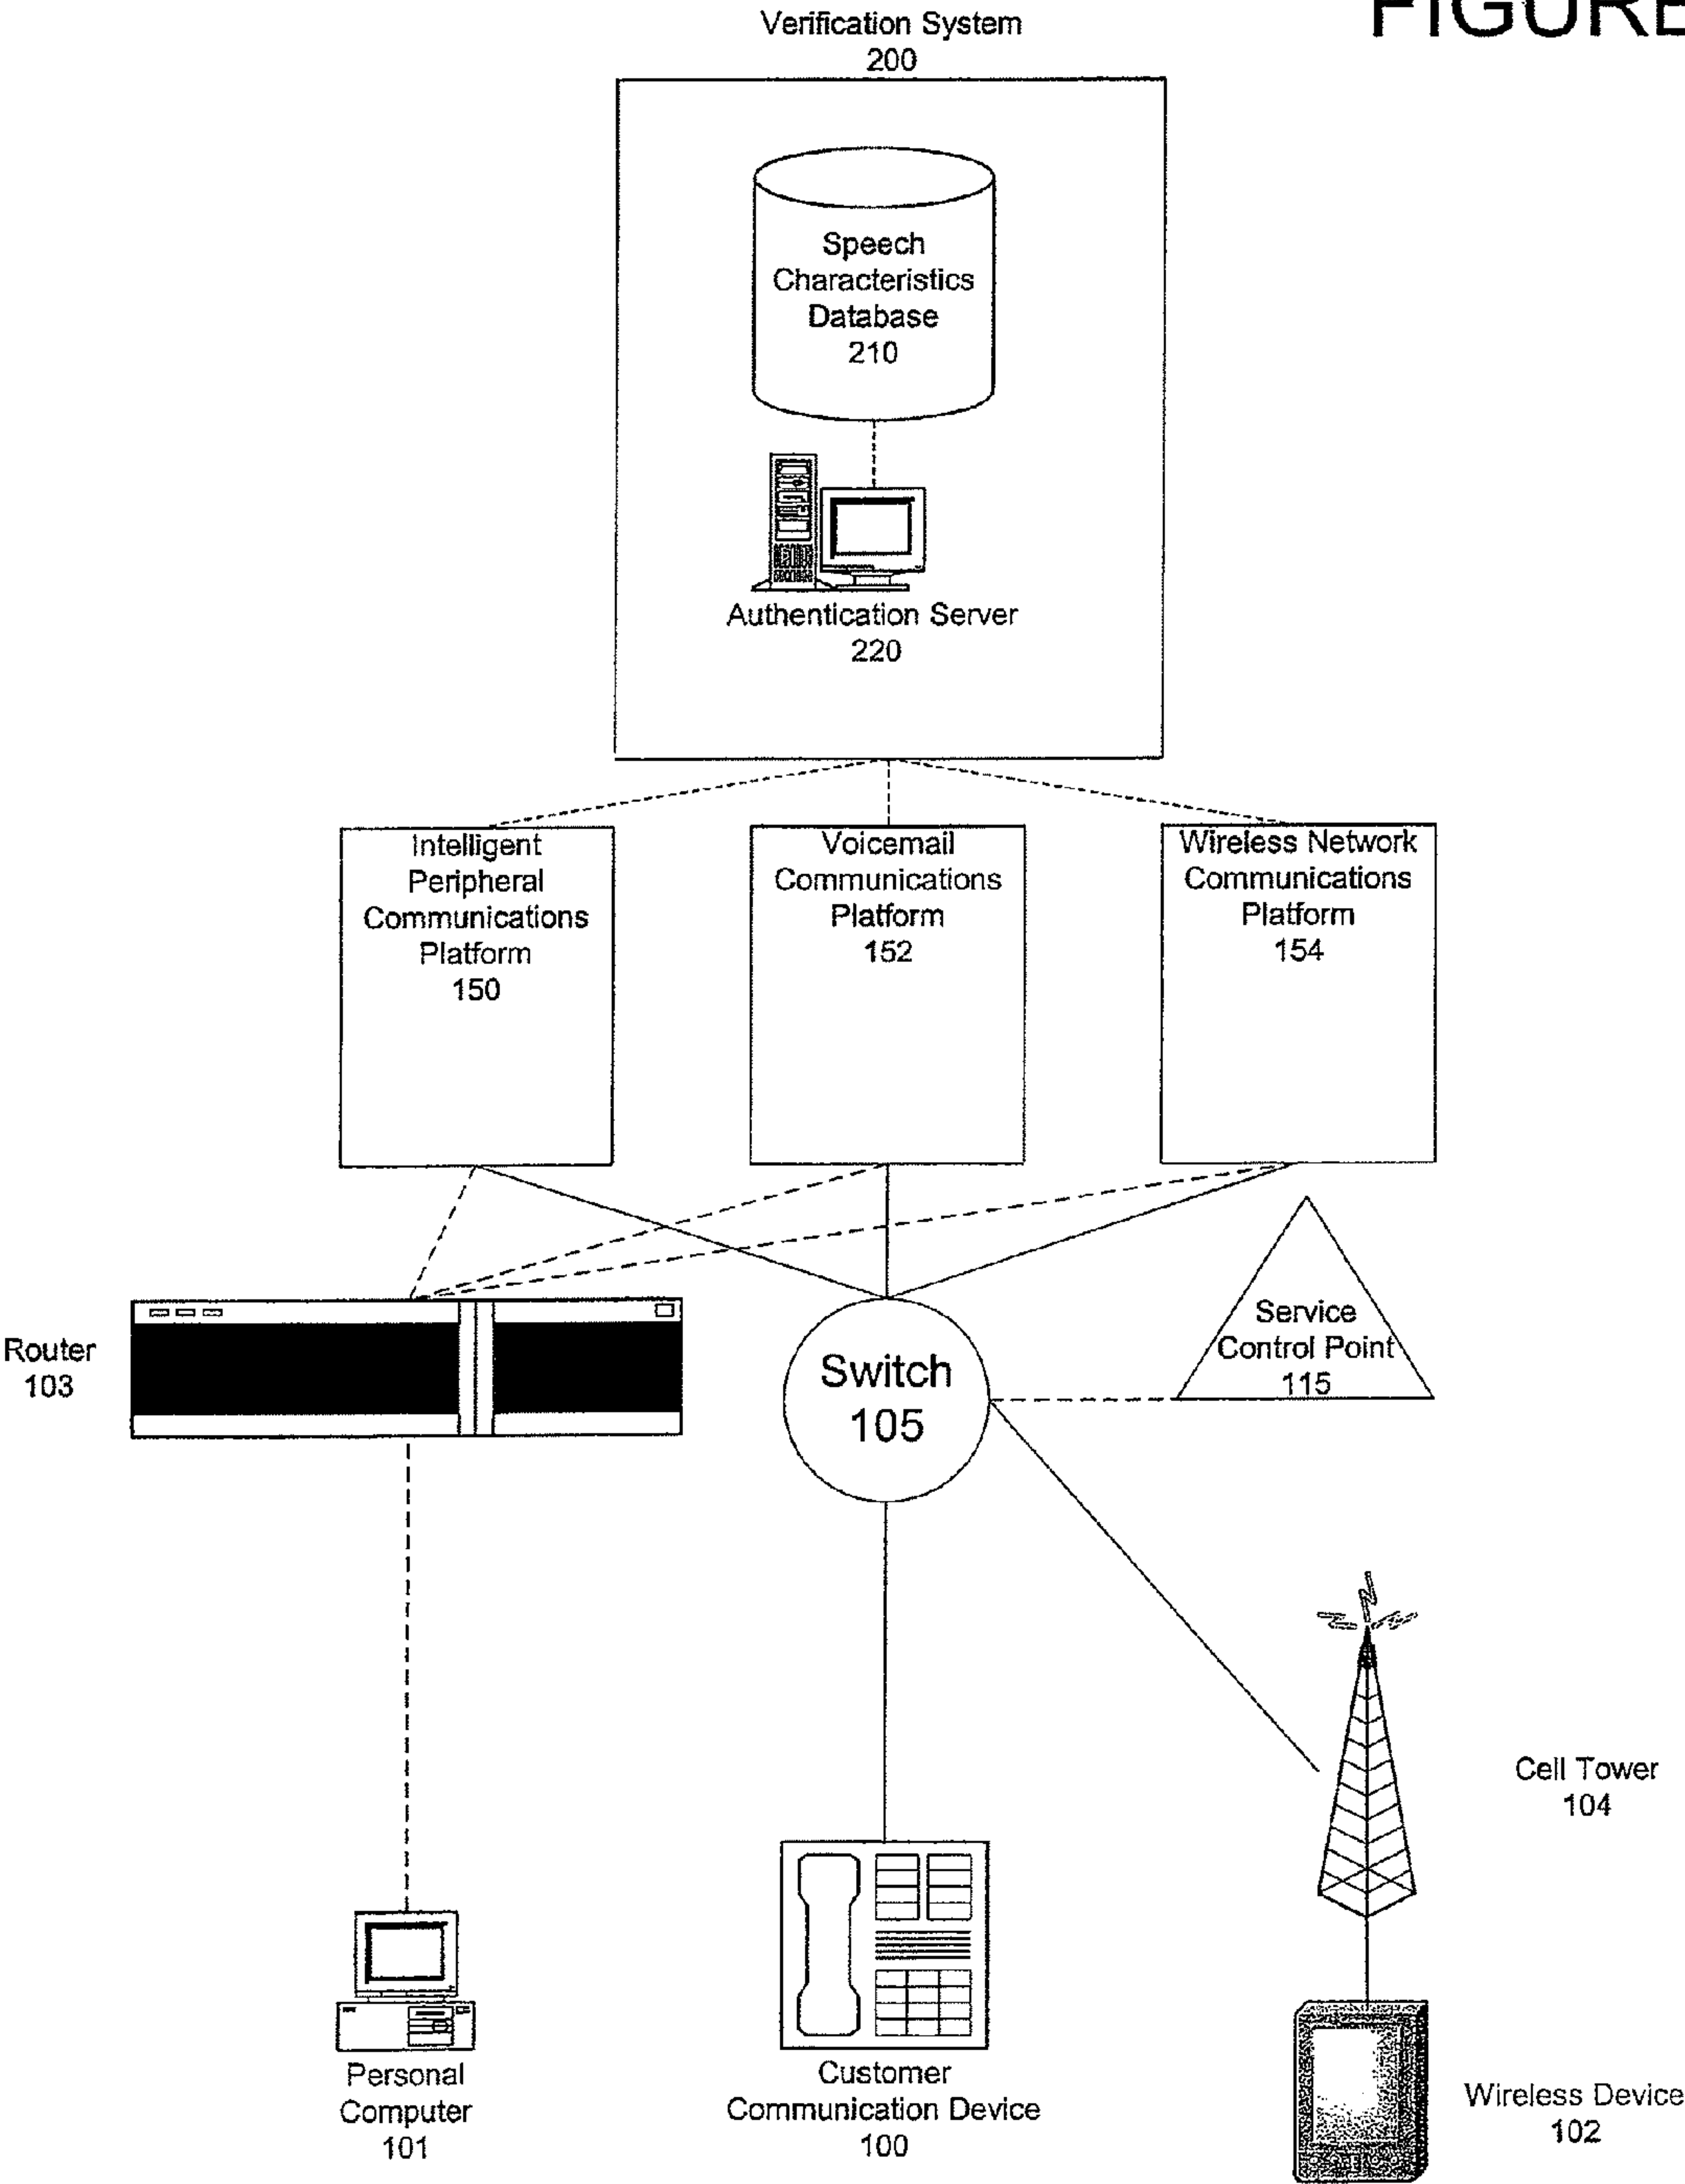 FIGURE
Verification System
200
Speech
Characteristics
Database
210
Authentication Server
220
Intelligent
Peripheral
Communications
Platform
150
Voicemail
Communications
Platform
152
Wireless Network
Communications
Platform
154
Router
103
Switch
105
Service
Control Point
115
Cell Tower
104
Personal
Computer
101
Customer
Communication Device
100
Wireless Device
102